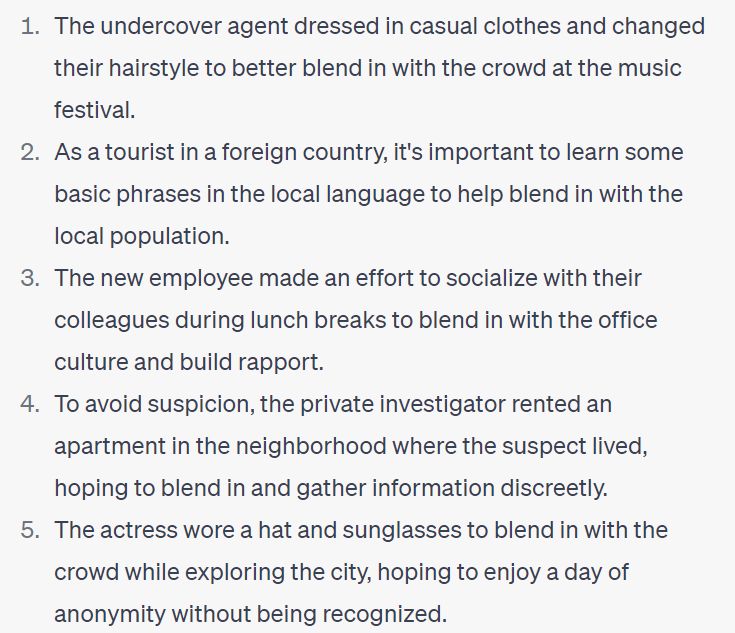 1. The undercover agent dressed in casual clothes and changed
their hairstyle to better blend in with the crowd at the music
festival.
2. As a tourist in a foreign country, it's important to learn some
basic phrases in the local language to help blend in with the
local population.
3. The new employee made an effort to socialize with their
colleagues during lunch breaks to blend in with the office
culture and build rapport.
4. To avoid suspicion, the private investigator rented an
apartment in the neighborhood where the suspect lived,
hoping to blend in and gather information discreetly.
5. The actress wore a hat and sunglasses to blend in with the
crowd while exploring the city, hoping to enjoy a day of
anonymity without being recognized.